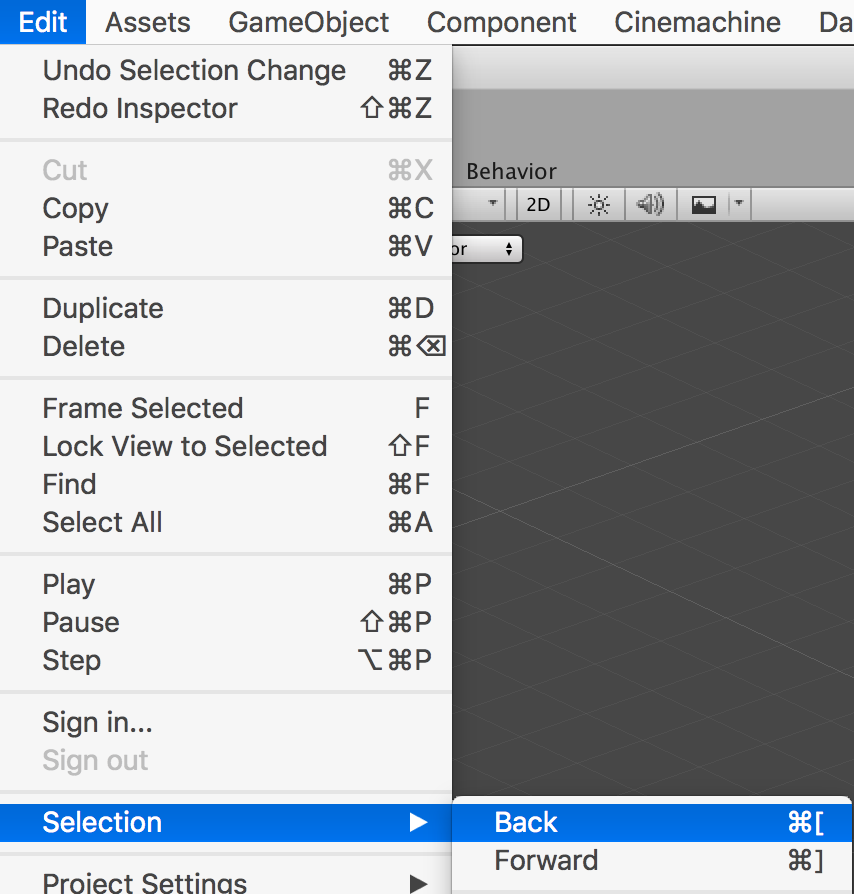 Edit Assets GameObject Component Cinemachine Da
Undo Selection Change ⌘Z
Redo Inspector ⇧⌘Z
Cut ⌘X
Behavior
Copy ⌘C
2D
Paste ⌘V
or
Duplicate ⌘D
Delete ⌘⌫
Frame Selected F
Lock View to Selected ⇧F
Find ⌘F
Select All ⌘A
Play ⌘P
Pause ⇧⌘P
Step ⌥⌘P
Sign in...
Sign out
Selection ▶
Back ⌘[
Forward ⌘]
Project Settings ▶